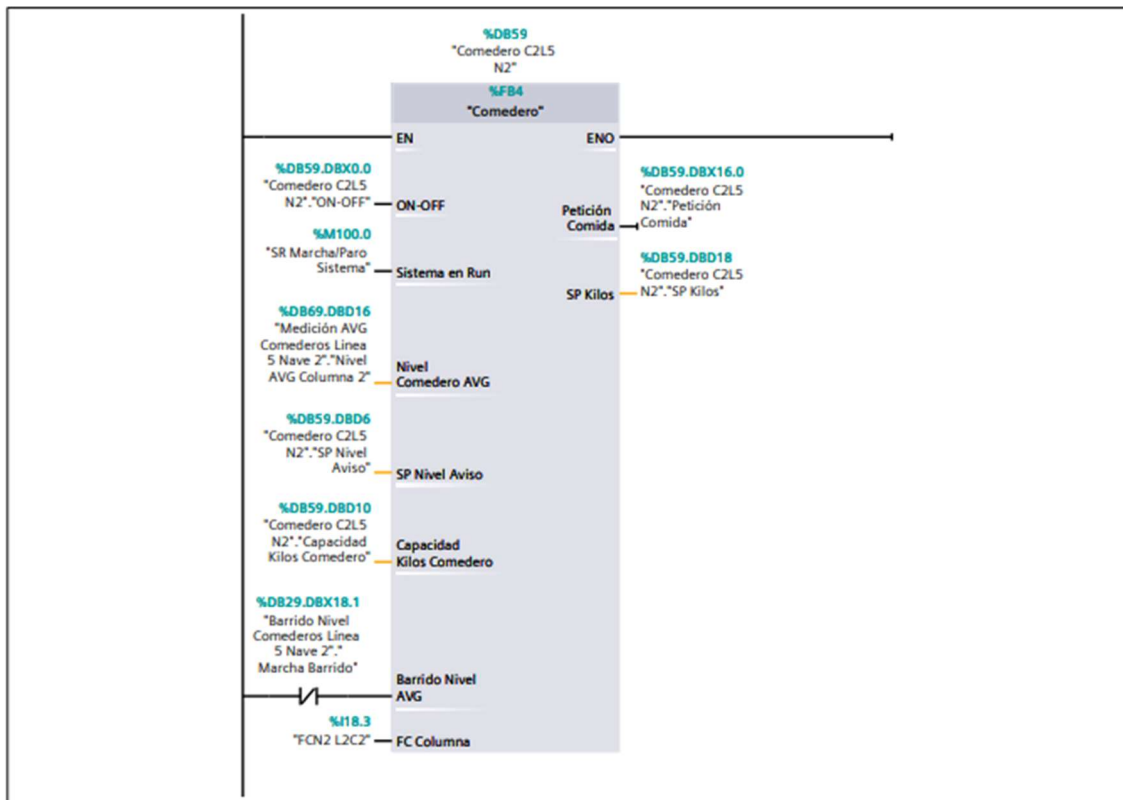 %DB59
"Comedero C2L5
N2"
%FB4
"Comedero"
EN
ENO
%DB59.DBX0.0
"Comedero C2L5
N2"."ON-OFF"
ON-OFF
%DB59.DBX16.0
"Comedero C2L5
N2"."Petición
Comida"
Petición
Comida
%M100.0
"SR Marcha/Paro
Sistema"
Sistema en Run
%DB59.DBD18
"Comedero C2L5
N2"."SP Kilos"
SP Kilos
%DB69.DBD16
"Medición AVG
Comederos Linea
5 Nave 2"."Nivel
AVG Columna 2"
Nivel
Comedero AVG
%DB59.DBD6
"Comedero C2L5
N2"."SP Nivel
Aviso"
SP Nivel Aviso
%DB59.DBD10
"Comedero C2L5
N2"."Capacidad
Kilos Comedero"
Capacidad
Kilos Comedero
%DB29.DBX18.1
"Barrido Nivel
Comederos Línea
5 Nave 2"."
Marcha Barrido"
Barrido Nivel
AVG
%I18.3
"FCN2 L2C2"
FC Columna